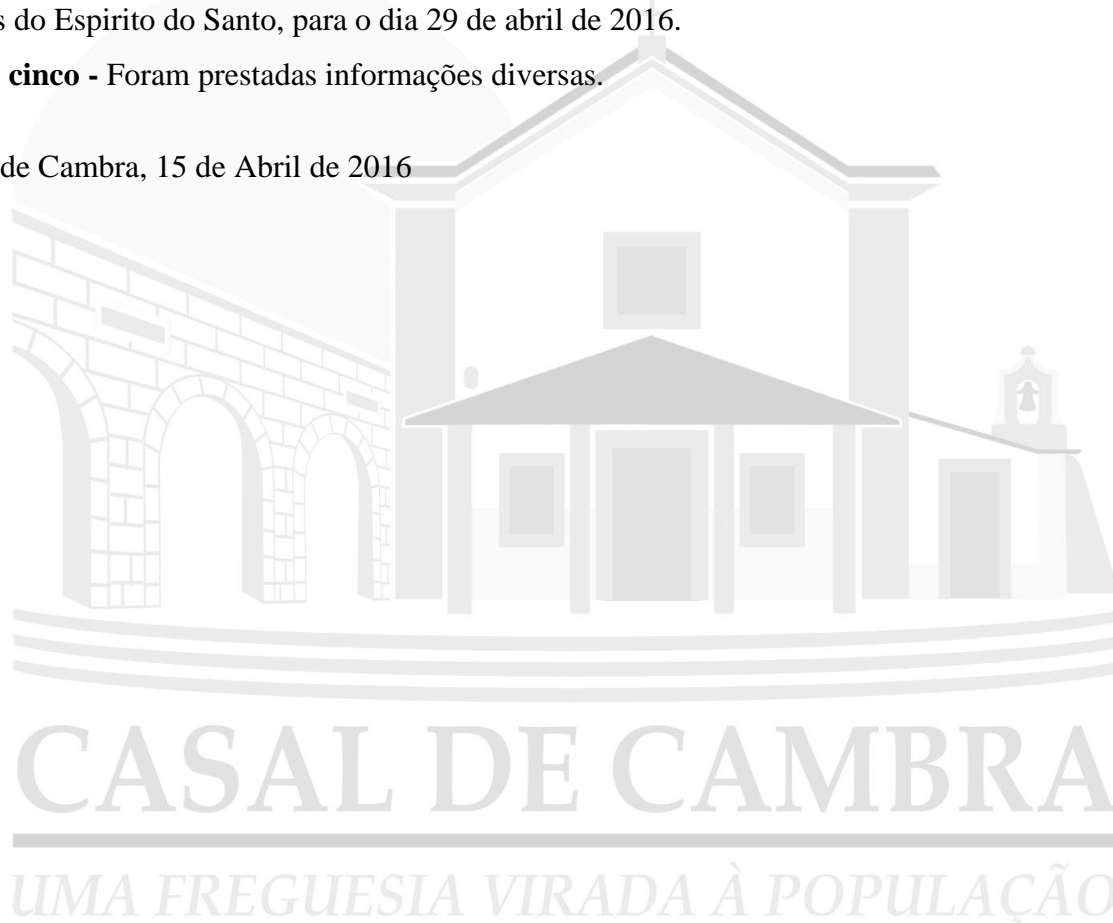 s do Espirito do Santo, para o dia 29 de abril de 2016.
cinco - Foram prestadas informações diversas.
de Cambra, 15 de Abril de 2016
CASAL DE CAMBRA
UMA FREGUESIA VIRADA À POPULAÇÃO